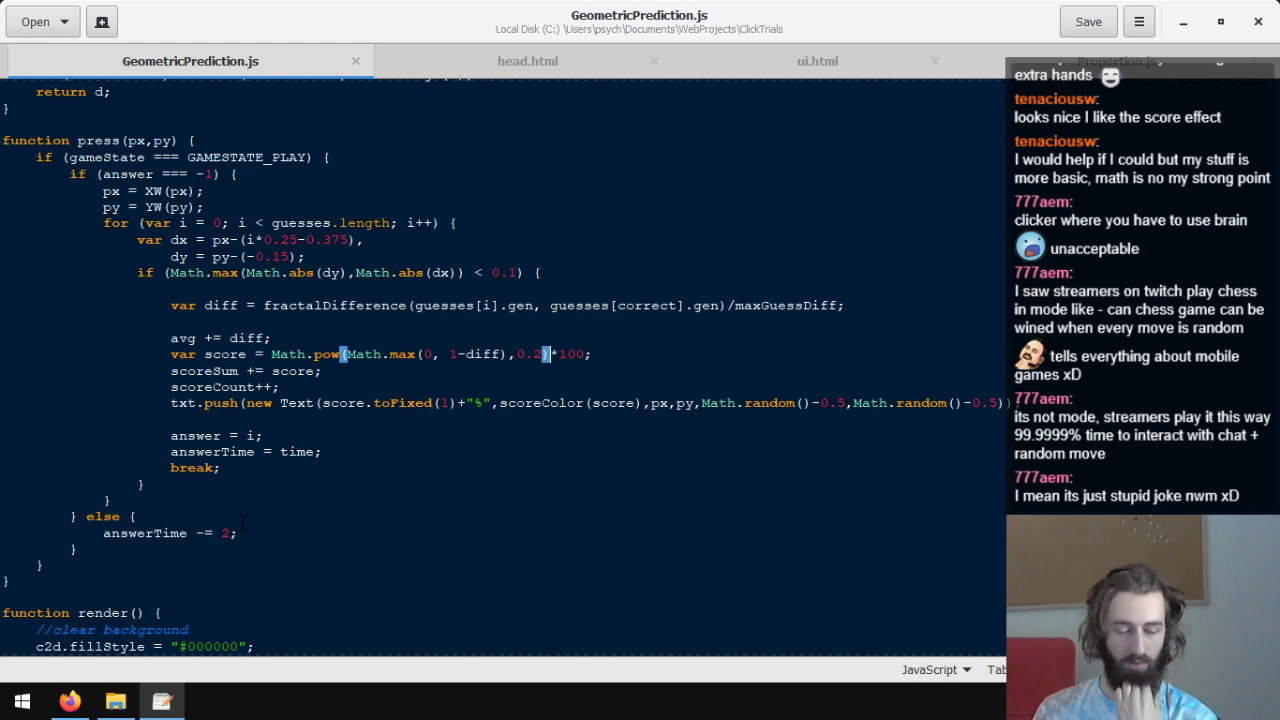 Open
GeometricPrediction.js
Local Disk (C:) \Users\psych\Documents\WebProjects\ClickTrials
Save
GeometricPrediction.js
head.html
ui.html
Proportion.js
return d;
}
function press(px,py) {
if (gameState === GAMESTATE_PLAY) {
if (answer === -1) {
px = XW(px);
py = YW(py);
for (var i = 0; i < guesses.length; i++) {
var dx = px-(i*0.25-0.375),
dy = py-(-0.15);
if (Math.max(Math.abs(dy),Math.abs(dx)) < 0.1) {
var diff = fractalDifference(guesses[i].gen, guesses[correct].gen)/maxGuessDiff;
avg += diff;
var score = Math.pow(Math.max(0, 1-diff),0.2)*100;
scoreSum += score;
scoreCount++;
txt.push(new Text(score.toFixed(1)+"%",scoreColor(score),px,py,Math.random()-0.5,Math.random()-0.5))
answer = i;
answerTime = time;
break;
}
}
} else {
answerTime -= 2;
}
}
}
function render() {
//clear background
c2d.fillStyle = "#000000";
JavaScript
Tab
extra hands
tenaciousw:
looks nice I like the score effect
tenaciousw:
I would help if I could but my stuff is
more basic, math is no my strong point
777aem:
clicker where you have to use brain
unacceptable
777aem:
I saw streamers on twitch play chess
in mode like - can chess game can be
wined when every move is random
tells everything about mobile
games xD
777aem:
its not mode, streamers play it this way
99.9999% time to interact with chat +
random move
777aem:
I mean its just stupid joke nwm xD